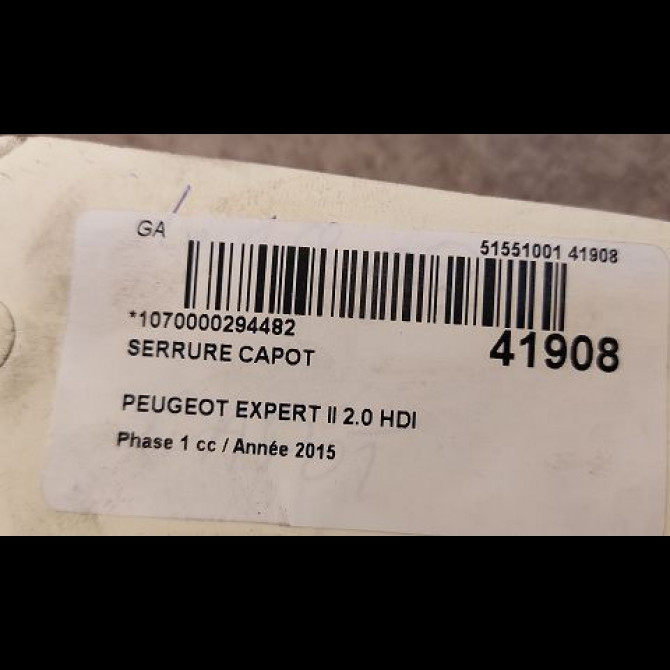 GA
51551001 41908
*1070000294482
41908
SERRURE CAPOT
PEUGEOT EXPERT II 2.0 HDI
Phase 1 cc / Année 2015